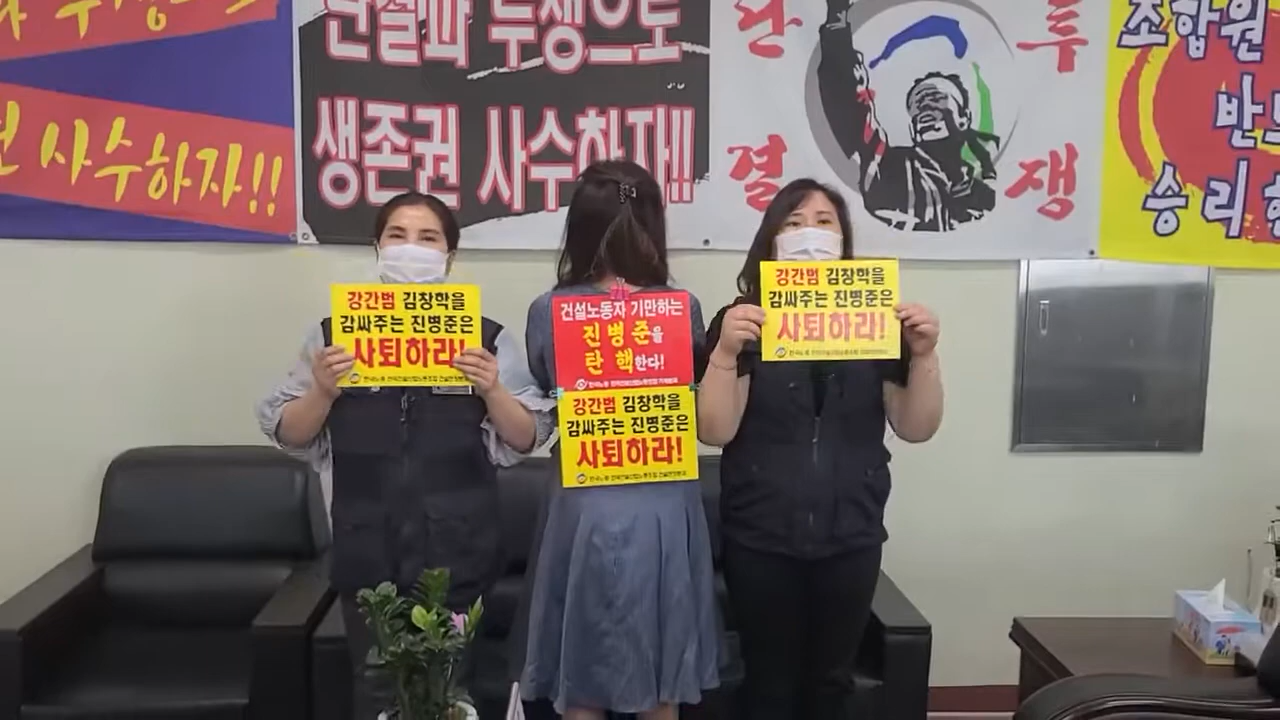 사수하자!!
단결과 투쟁으로
생존권 사수하자!!
단 투
결 쟁
조합원
반드
승리
강간범 김창학을
감싸주는 진병준은
사퇴하라!
건설노동자 기만하는
진병준을
탄핵한다!
강간범 김창학을
감싸주는 진병준은
사퇴하라!
강간범 김창학을
감싸주는 진병준은
사퇴하라!